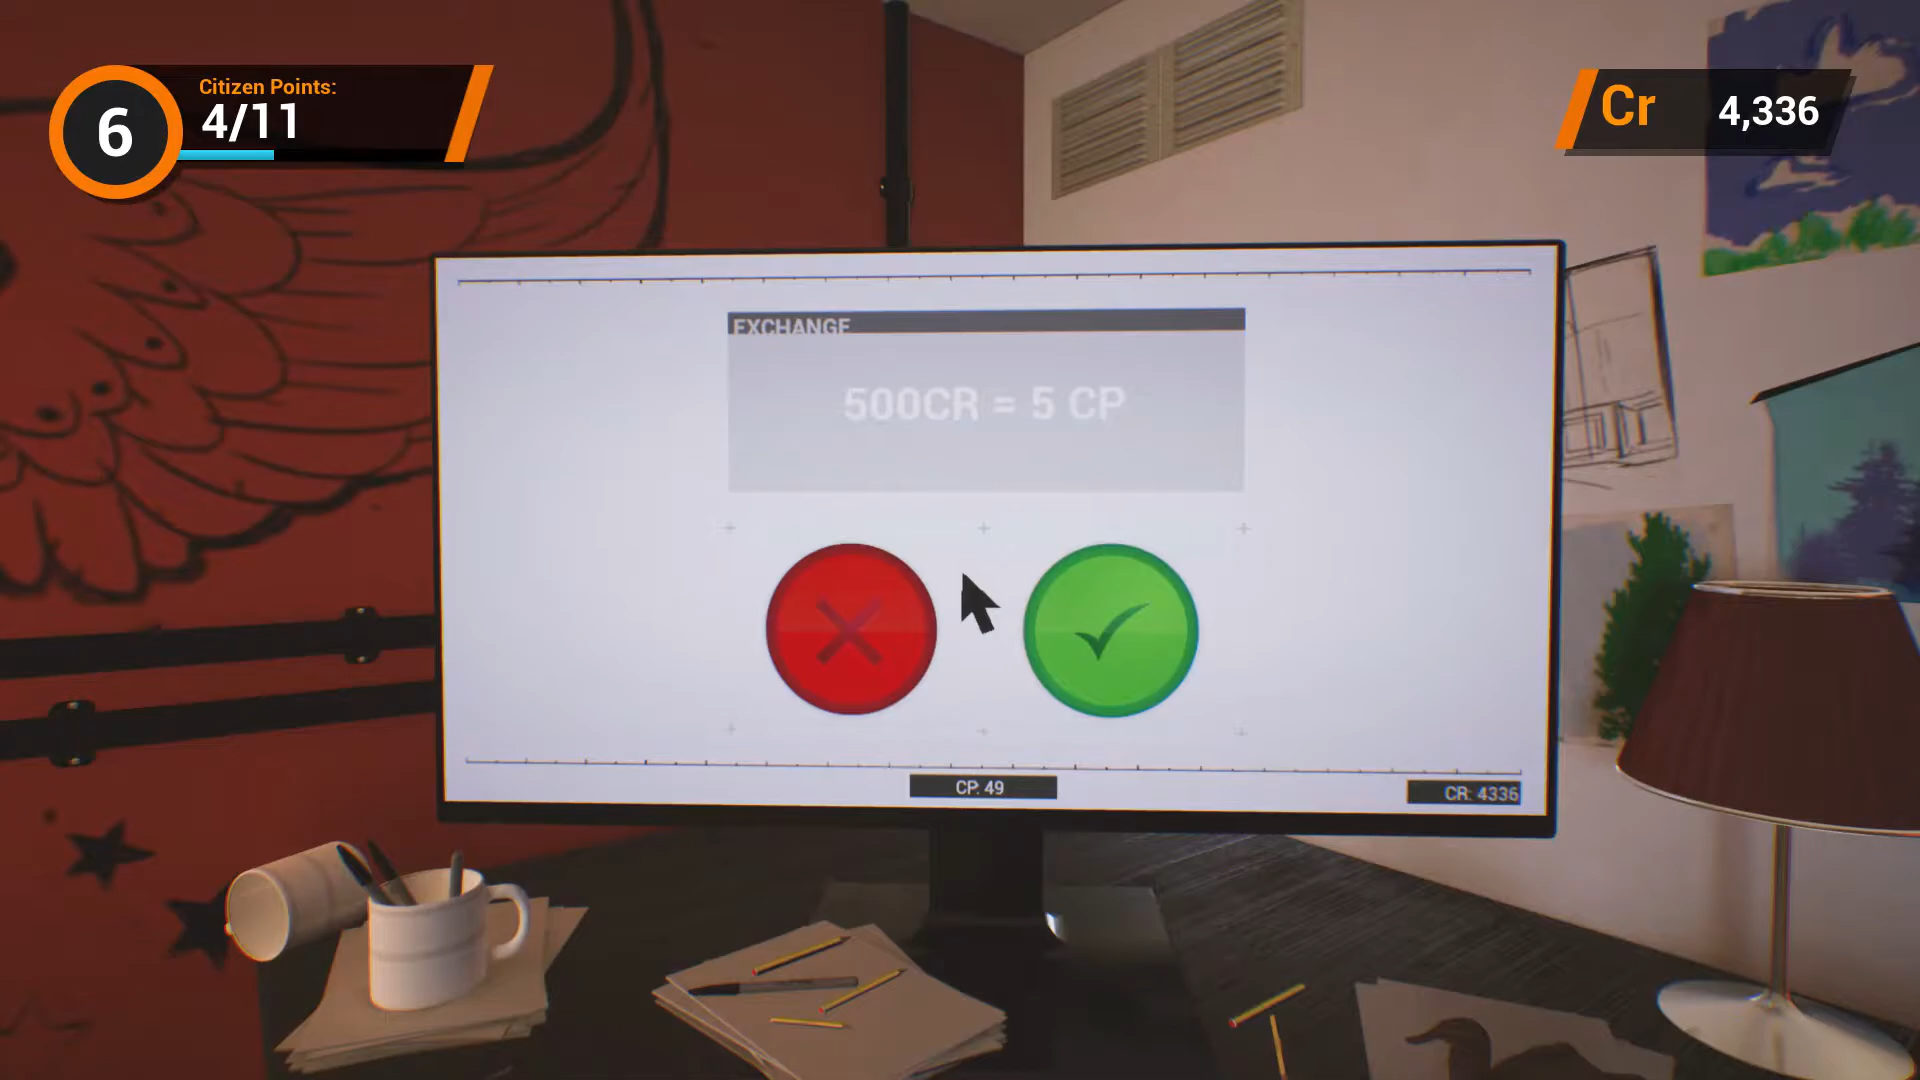 6
Citizen Points:
4/11
Cr 4,336
EXCHANGE
500CR = 5 CP
CP: 49
CR: 4336